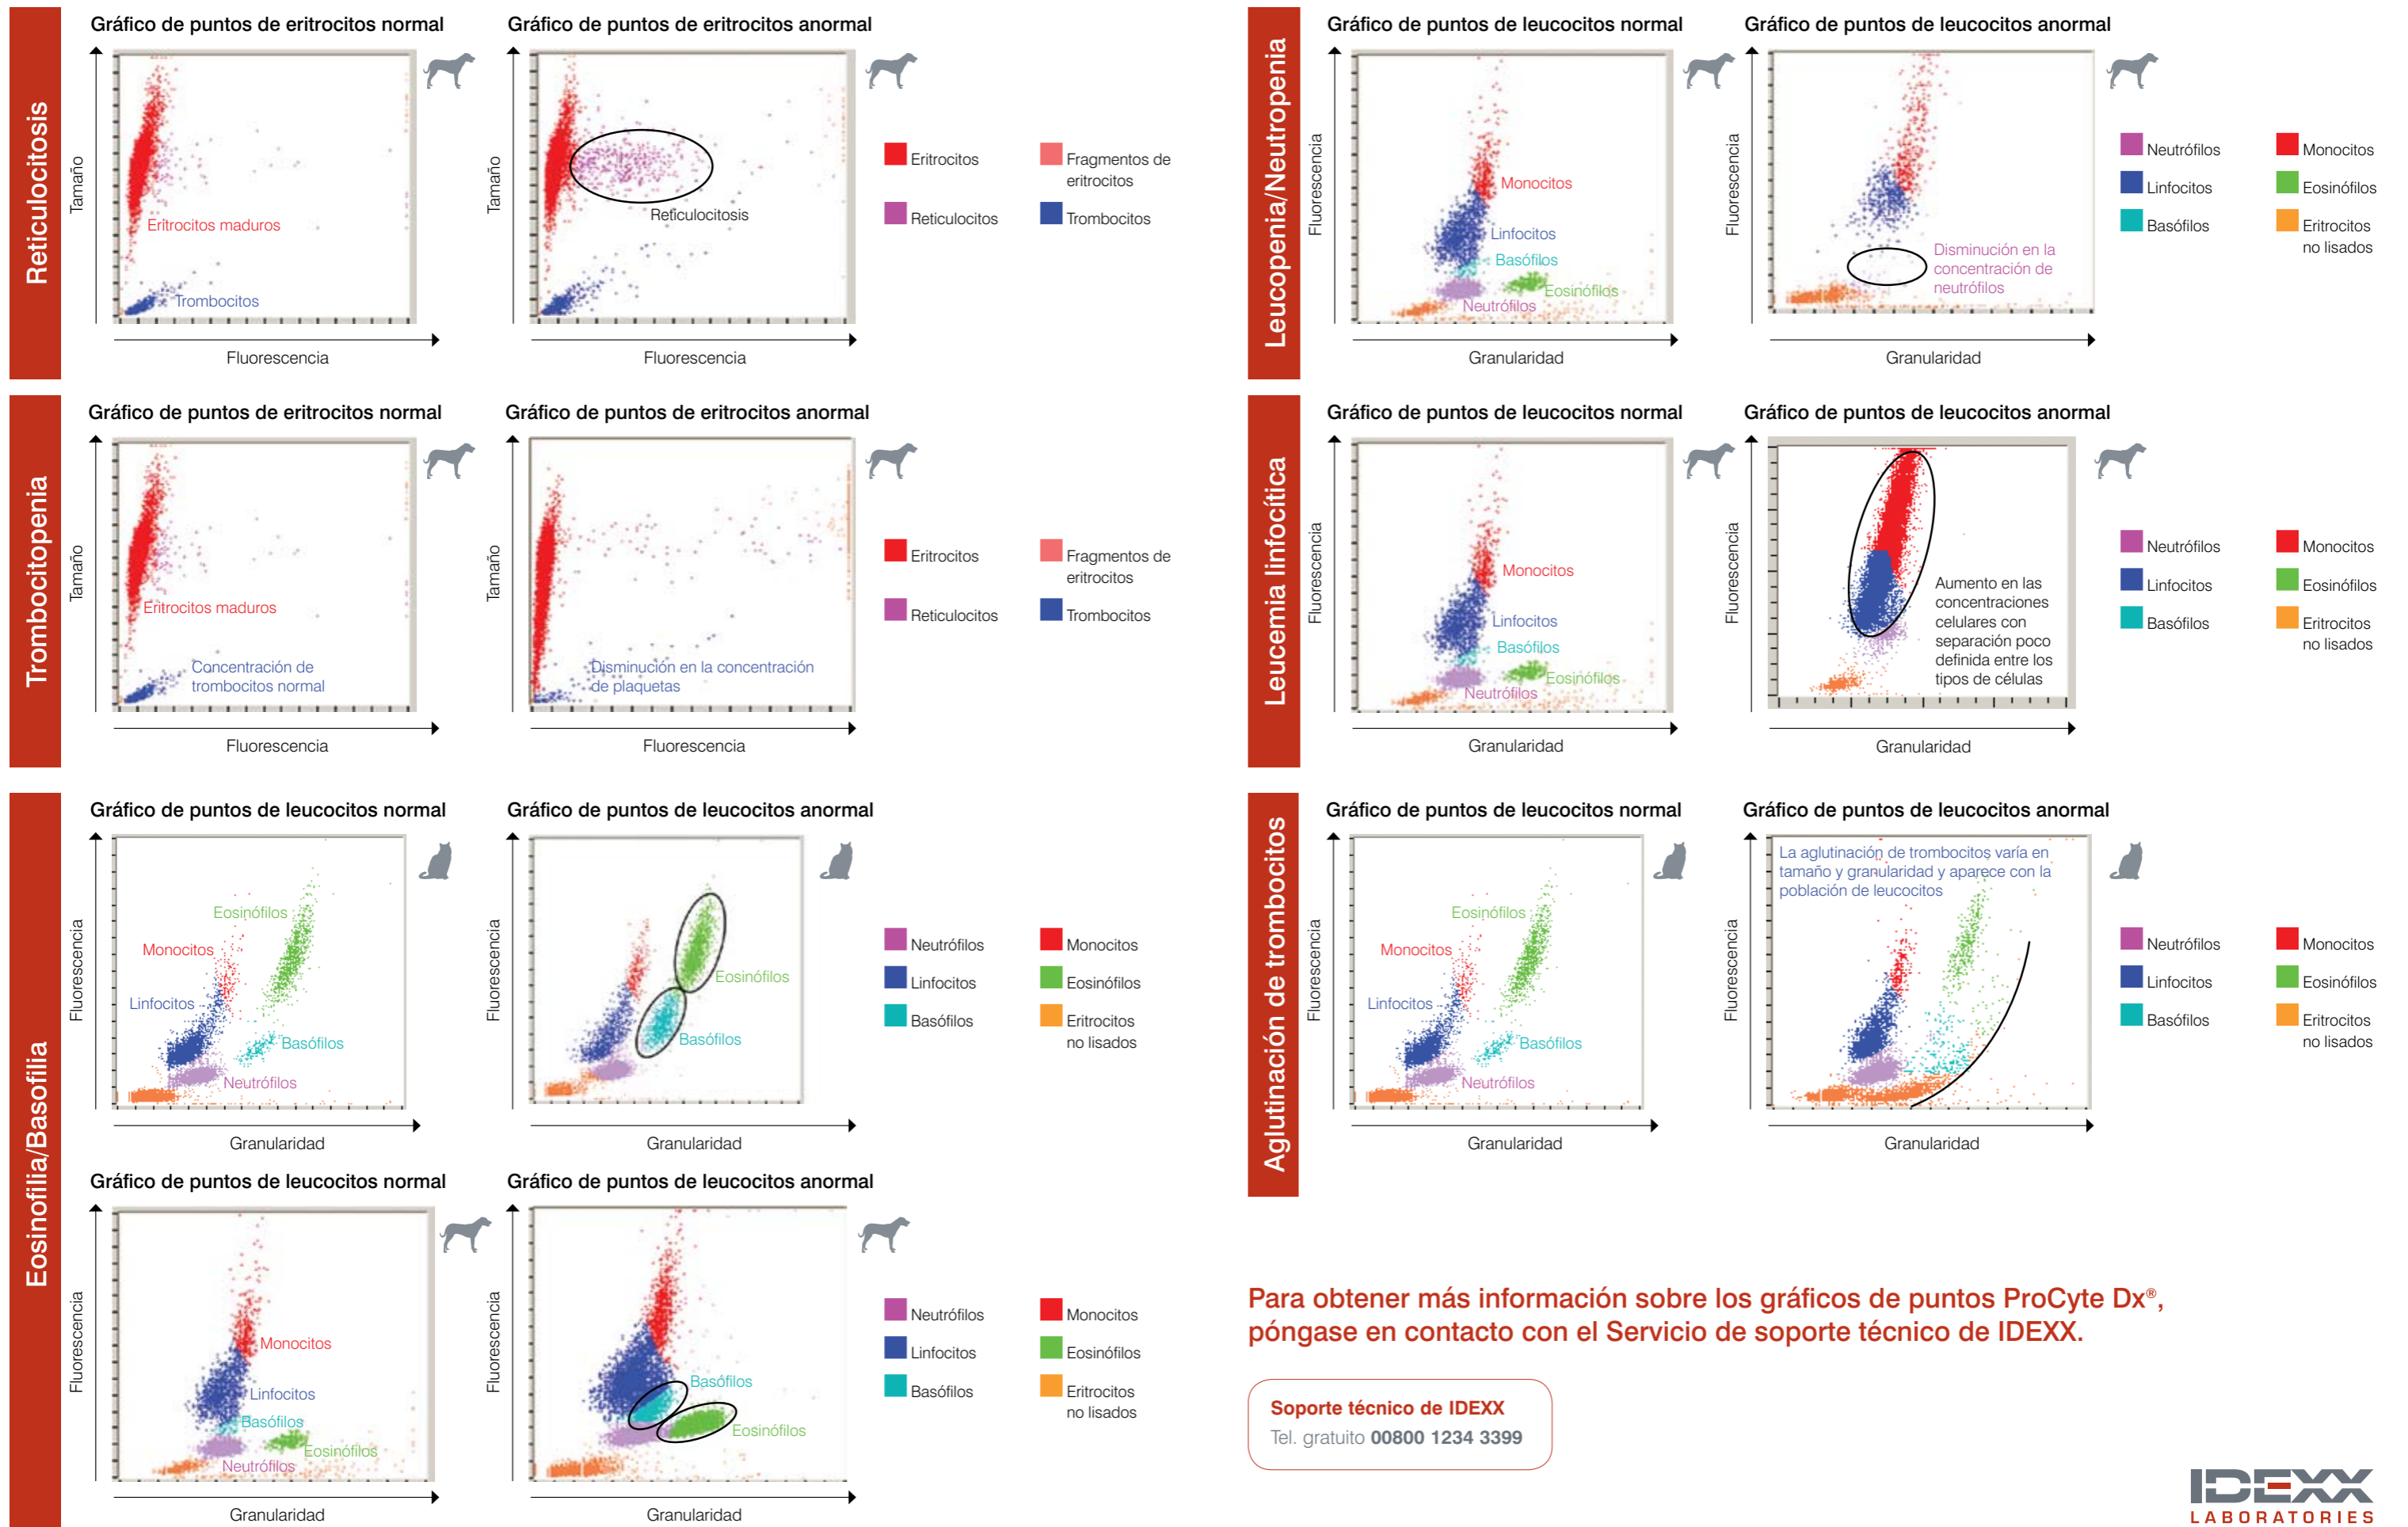 Reticulocitosis
Gráfico de puntos de eritrocitos normal
Tamaño
Eritrocitos maduros
Trombocitos
Fluorescencia
Gráfico de puntos de eritrocitos anormal
Tamaño
Reticulocitosis
Fluorescencia
Eritrocitos
Fragmentos de
eritrocitos
Reticulocitos
Trombocitos
Trombocitopenia
Gráfico de puntos de eritrocitos normal
Tamaño
Eritrocitos maduros
Concentración de
trombocitos normal
Fluorescencia
Gráfico de puntos de eritrocitos anormal
Tamaño
Disminución en la concentración
de plaquetas
Fluorescencia
Eritrocitos
Fragmentos de
eritrocitos
Reticulocitos
Trombocitos
Eosinofilia/Basofilia
Gráfico de puntos de leucocitos normal
Fluorescencia
Eosinófilos
Monocitos
Linfocitos
Basófilos
Neutrófilos
Granularidad
Gráfico de puntos de leucocitos anormal
Fluorescencia
Eosinófilos
Basófilos
Granularidad
Neutrófilos
Monocitos
Linfocitos
Eosinófilos
Basófilos
Eritrocitos
no lisados
Gráfico de puntos de leucocitos normal
Fluorescencia
Monocitos
Linfocitos
Basófilos
Eosinófilos
Neutrófilos
Granularidad
Gráfico de puntos de leucocitos anormal
Fluorescencia
Basófilos
Eosinófilos
Granularidad
Neutrófilos
Monocitos
Linfocitos
Eosinófilos
Basófilos
Eritrocitos
no lisados
Leucopenia/Neutropenia
Gráfico de puntos de leucocitos normal
Fluorescencia
Monocitos
Linfocitos
Basófilos
Eosinófilos
Neutrófilos
Granularidad
Gráfico de puntos de leucocitos anormal
Fluorescencia
Disminución en la
concentración de
neutrófilos
Granularidad
Neutrófilos
Monocitos
Linfocitos
Eosinófilos
Basófilos
Eritrocitos
no lisados
Leucemia linfocítica
Gráfico de puntos de leucocitos normal
Fluorescencia
Monocitos
Linfocitos
Basófilos
Eosinófilos
Neutrófilos
Granularidad
Gráfico de puntos de leucocitos anormal
Fluorescencia
Aumento en las
concentraciones
celulares con
separación poco
definida entre los
tipos de células
Granularidad
Neutrófilos
Monocitos
Linfocitos
Eosinófilos
Basófilos
Eritrocitos
no lisados
Aglutinación de trombocitos
Gráfico de puntos de leucocitos normal
Fluorescencia
Eosinófilos
Monocitos
Linfocitos
Basófilos
Neutrófilos
Granularidad
Gráfico de puntos de leucocitos anormal
Fluorescencia
La aglutinación de trombocitos varía en
tamaño y granularidad y aparece con la
población de leucocitos
Granularidad
Neutrófilos
Monocitos
Linfocitos
Eosinófilos
Basófilos
Eritrocitos
no lisados
Para obtener más información sobre los gráficos de puntos ProCyte Dx®,
póngase en contacto con el Servicio de soporte técnico de IDEXX.
Soporte técnico de IDEXX
Tel. gratuito 00800 1234 3399
IDEXX
LABORATORIES